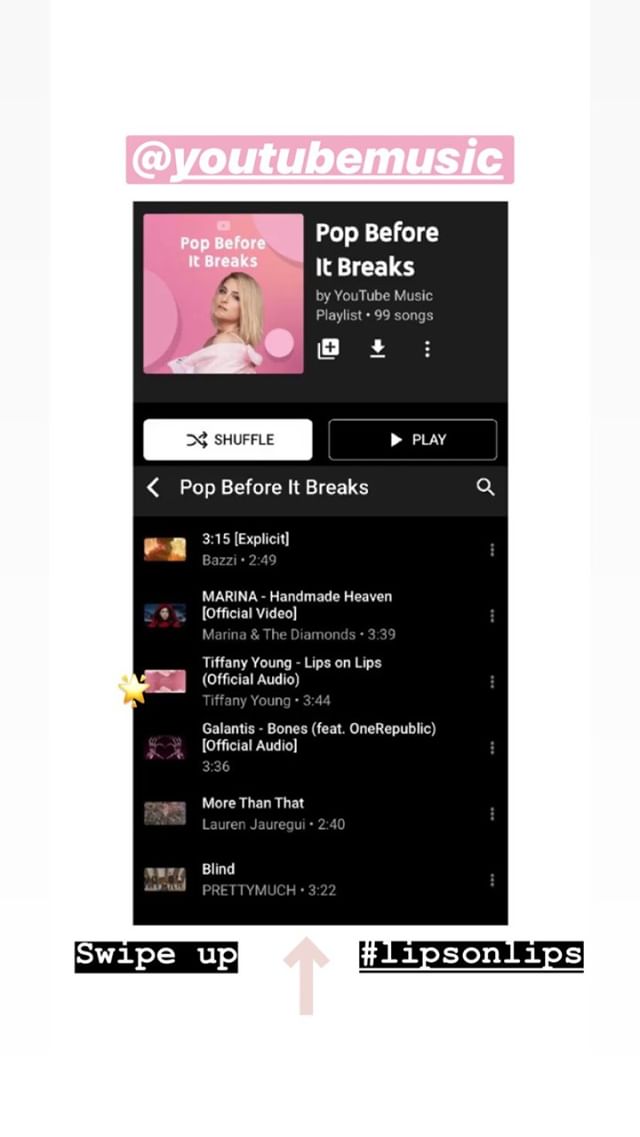 @youtubemusic
Pop Before
It Breaks
Pop Before
It Breaks
by YouTube Music
Playlist • 99 songs
SHUFFLE
PLAY
Pop Before It Breaks
3:15 [Explicit]
Bazzi • 2:49
MARINA - Handmade Heaven
[Official Video]
Marina & The Diamonds • 3:39
Tiffany Young - Lips on Lips
(Official Audio)
Tiffany Young • 3:44
Galantis - Bones (feat. OneRepublic)
[Official Audio]
3:36
More Than That
Lauren Jauregui • 2:40
Blind
PRETTYMUCH • 3:22
Swipe up
#lipsonlips